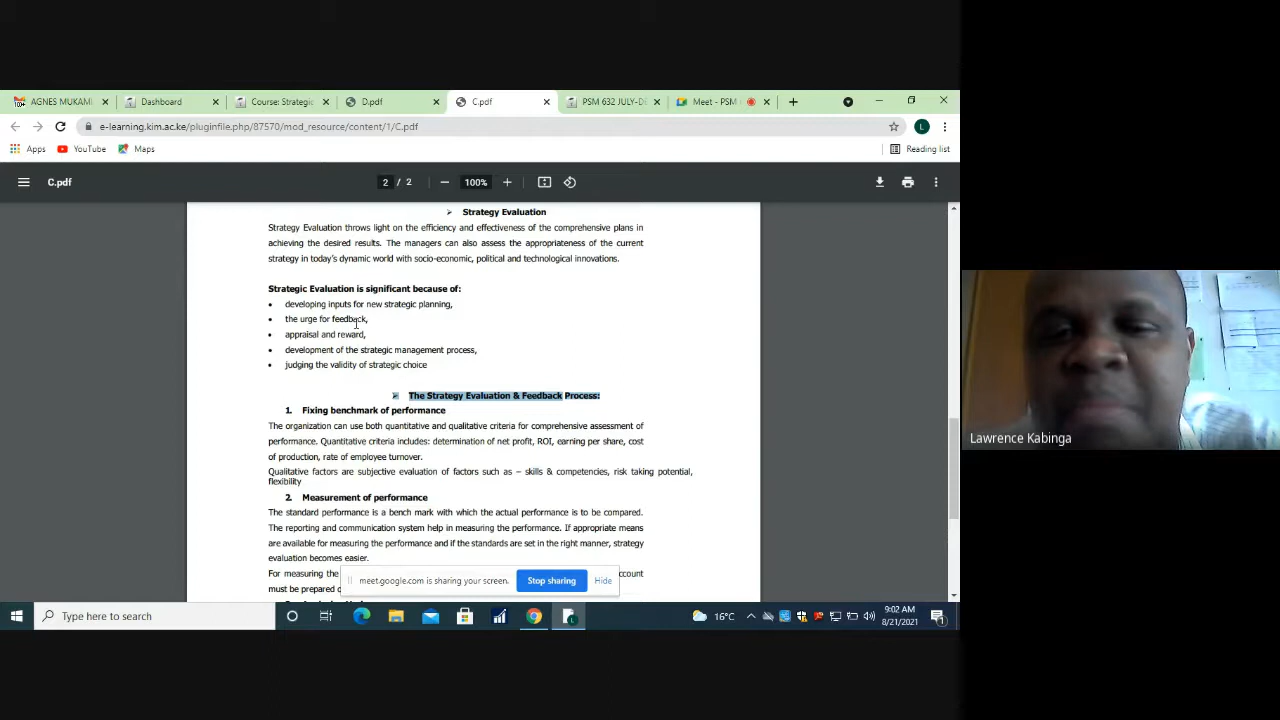 AGNES MUKAMI
Dashboard
Course: Strategic
D.pdf
C.pdf
PSM 632 JULY-DE
Meet - PSM
e-learning.kim.ac.ke/pluginfile.php/87570/mod_resource/content/1/C.pdf
L
Apps
YouTube
Maps
Reading list
C.pdf
2 / 2
100%
Strategy Evaluation
Strategy Evaluation throws light on the efficiency and effectiveness of the comprehensive plans in
achieving the desired results. The managers can also assess the appropriateness of the current
strategy in today's dynamic world with socio-economic, political and technological innovations.
Strategic Evaluation is significant because of:
• developing inputs for new strategic planning,
• the urge for feedback,
• appraisal and reward,
• development of the strategic management process,
• judging the validity of strategic choice
The Strategy Evaluation & Feedback Process:
1. Fixing benchmark of performance
The organization can use both quantitative and qualitative criteria for comprehensive assessment of
performance. Quantitative criteria includes: determination of net profit, ROI, earning per share, cost
of production, rate of employee turnover.
Qualitative factors are subjective evaluation of factors such as – skills & competencies, risk taking potential,
flexibility
2. Measurement of performance
The standard performance is a bench mark with which the actual performance is to be compared.
The reporting and communication system help in measuring the performance. If appropriate means
are available for measuring the performance and if the standards are set in the right manner, strategy
evaluation becomes easier.
For measuring the
must be prepared
meet.google.com is sharing your screen.
Stop sharing
Hide
Type here to search
16°C
9:02 AM
8/21/2021
Lawrence Kabinga